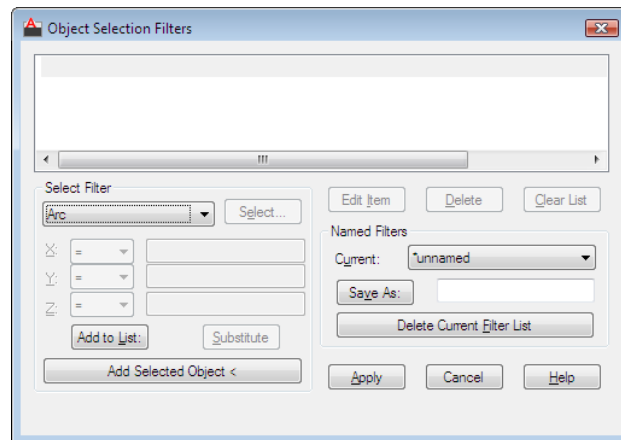 Object Selection Filters
Select Filter
Arc
Select...
Edit Item
Delete
Clear List
X:
=
Y:
=
Z:
=
Named Filters
Current:
*unnamed
Save As:
Add to List:
Substitute
Delete Current Filter List
Add Selected Object <
Apply
Cancel
Help